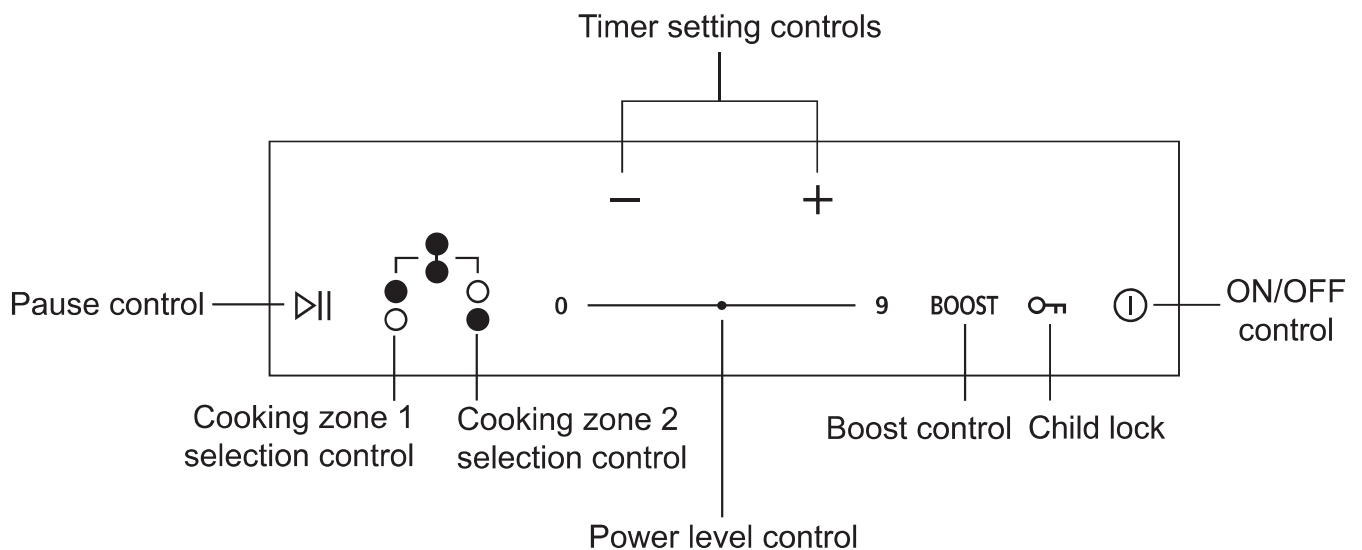 Timer setting controls
Pause control
0
9
BOOST
ON/OFF
control
Cooking zone 1
selection control
Cooking zone 2
selection control
Boost control
Child lock
Power level control